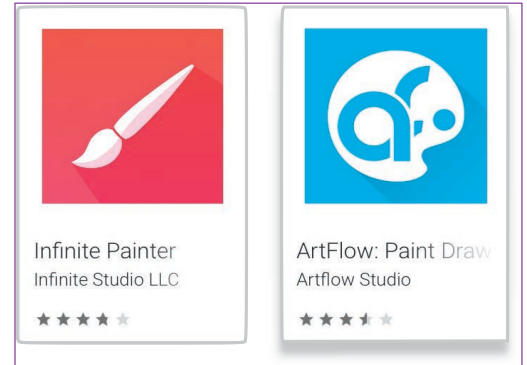 Infinite Painter
Infinite Studio LLC
ArtFlow: Paint Draw
Artflow Studio